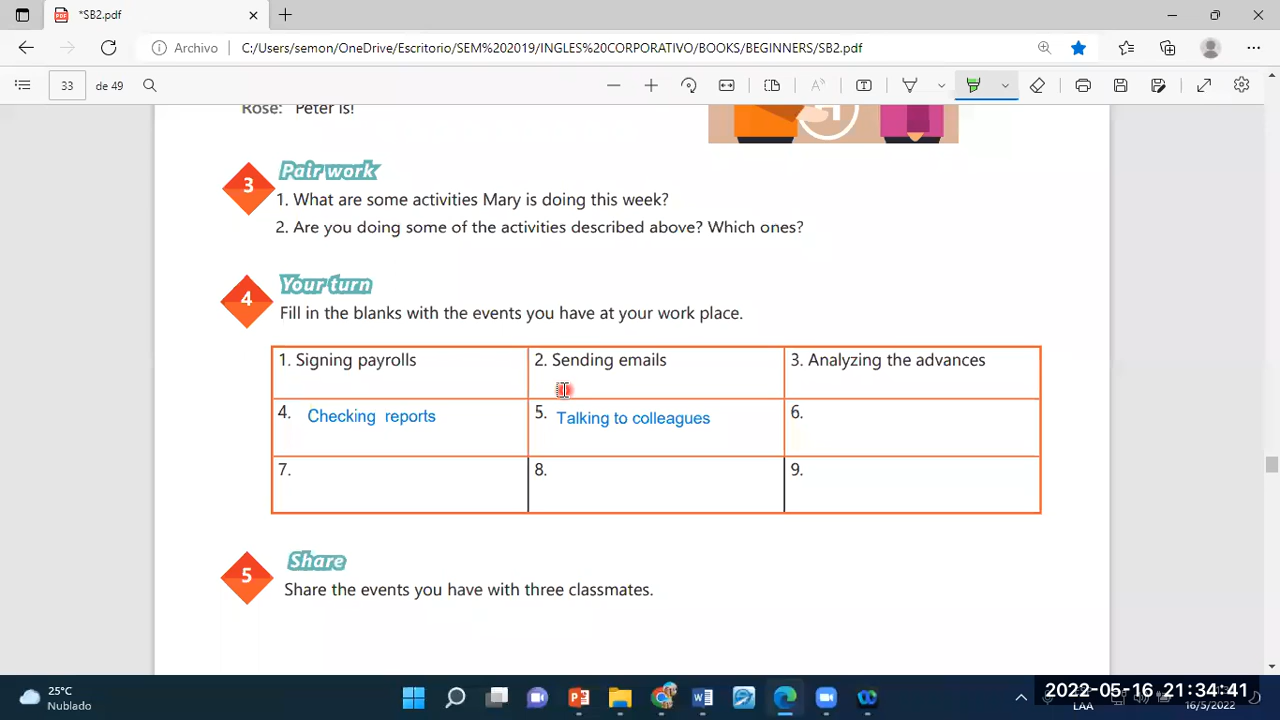 *SB2.pdf
Archivo
C:/Users/semon/OneDrive/Escritorio/SEM%202019/INGLES%20CORPORATIVO/BOOKS/BEGINNERS/SB2.pdf
33 de 49
Rose: Peter is!
3 Pair work
1. What are some activities Mary is doing this week?
2. Are you doing some of the activities described above? Which ones?
4 Your turn
Fill in the blanks with the events you have at your work place.
1. Signing payrolls
2. Sending emails
3. Analyzing the advances
4. Checking reports
5. Talking to colleagues
6.
7.
8.
9.
5 Share
Share the events you have with three classmates.
25°C
Nublado
2022-05-16 21:34:41
LAA
16/5/2022